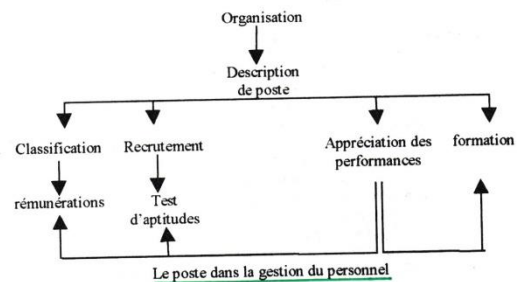 Organisation
Description
de poste
Classification
Recrutement
Appréciation des
performances
formation
rémunérations
Test
d'aptitudes
Le poste dans la gestion du personnel